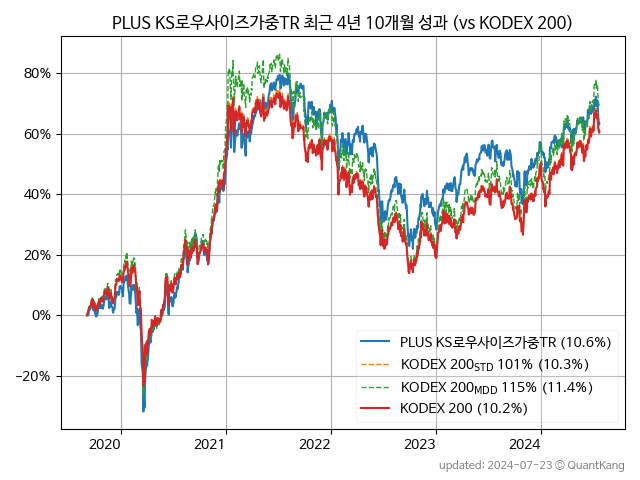 PLUS KS로우사이즈가중TR 최근 4년 10개월 성과 (vs KODEX 200)
80%
60%
40%
20%
0%
−20%
PLUS KS로우사이즈가중TR (10.6%)
KODEX 200STD 101% (10.3%)
KODEX 200MDD 115% (11.4%)
KODEX 200 (10.2%)
2020 2021 2022 2023 2024
updated: 2024-07-23 © QuantKang